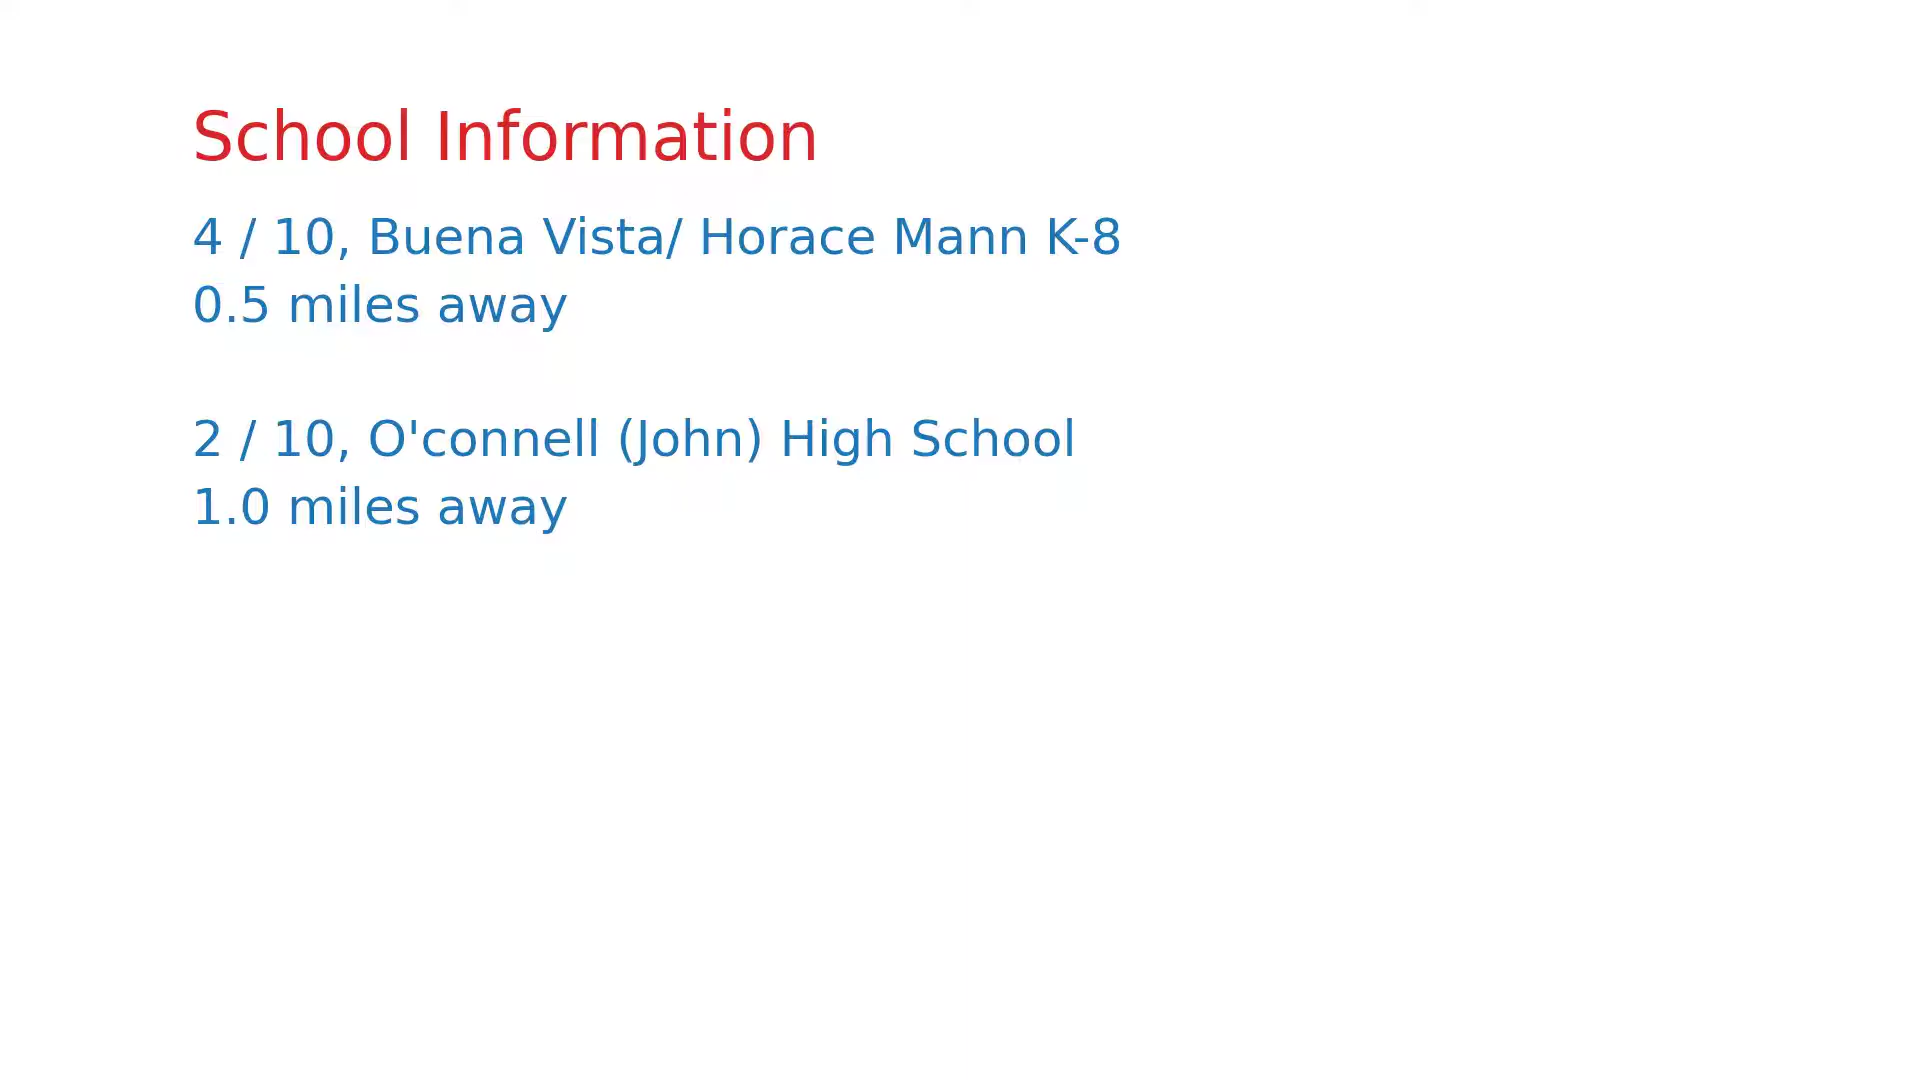 School Information
4 / 10, Buena Vista/ Horace Mann K-8
0.5 miles away
2 / 10, O'connell (John) High School
1.0 miles away